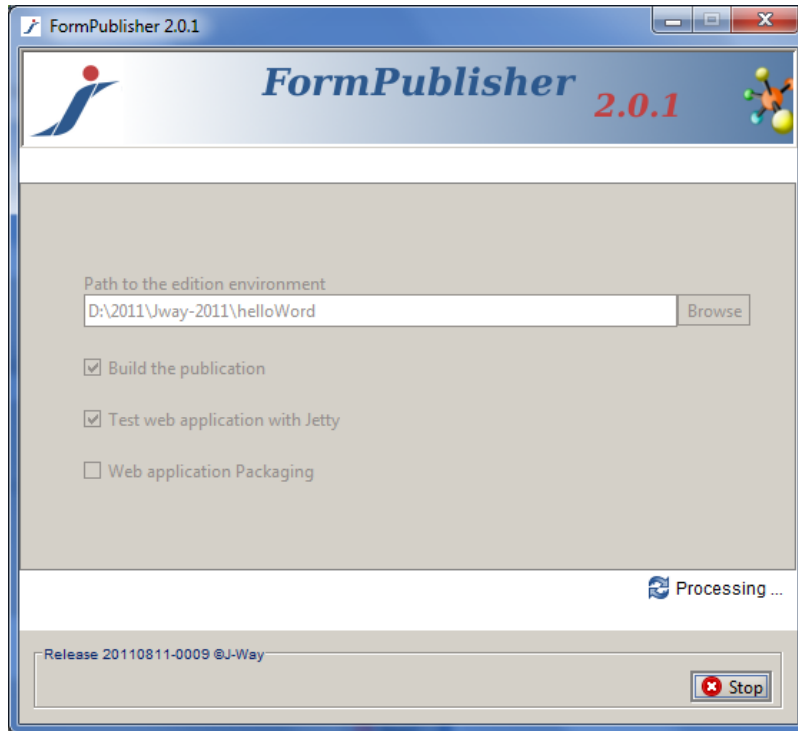 FormPublisher 2.0.1
FormPublisher 2.0.1
Path to the edition environment
D:\2011\Jway-2011\helloWord
Browse
Build the publication
Test web application with Jetty
Web application Packaging
Processing ...
Release 20110811-0009 ©J-Way
Stop